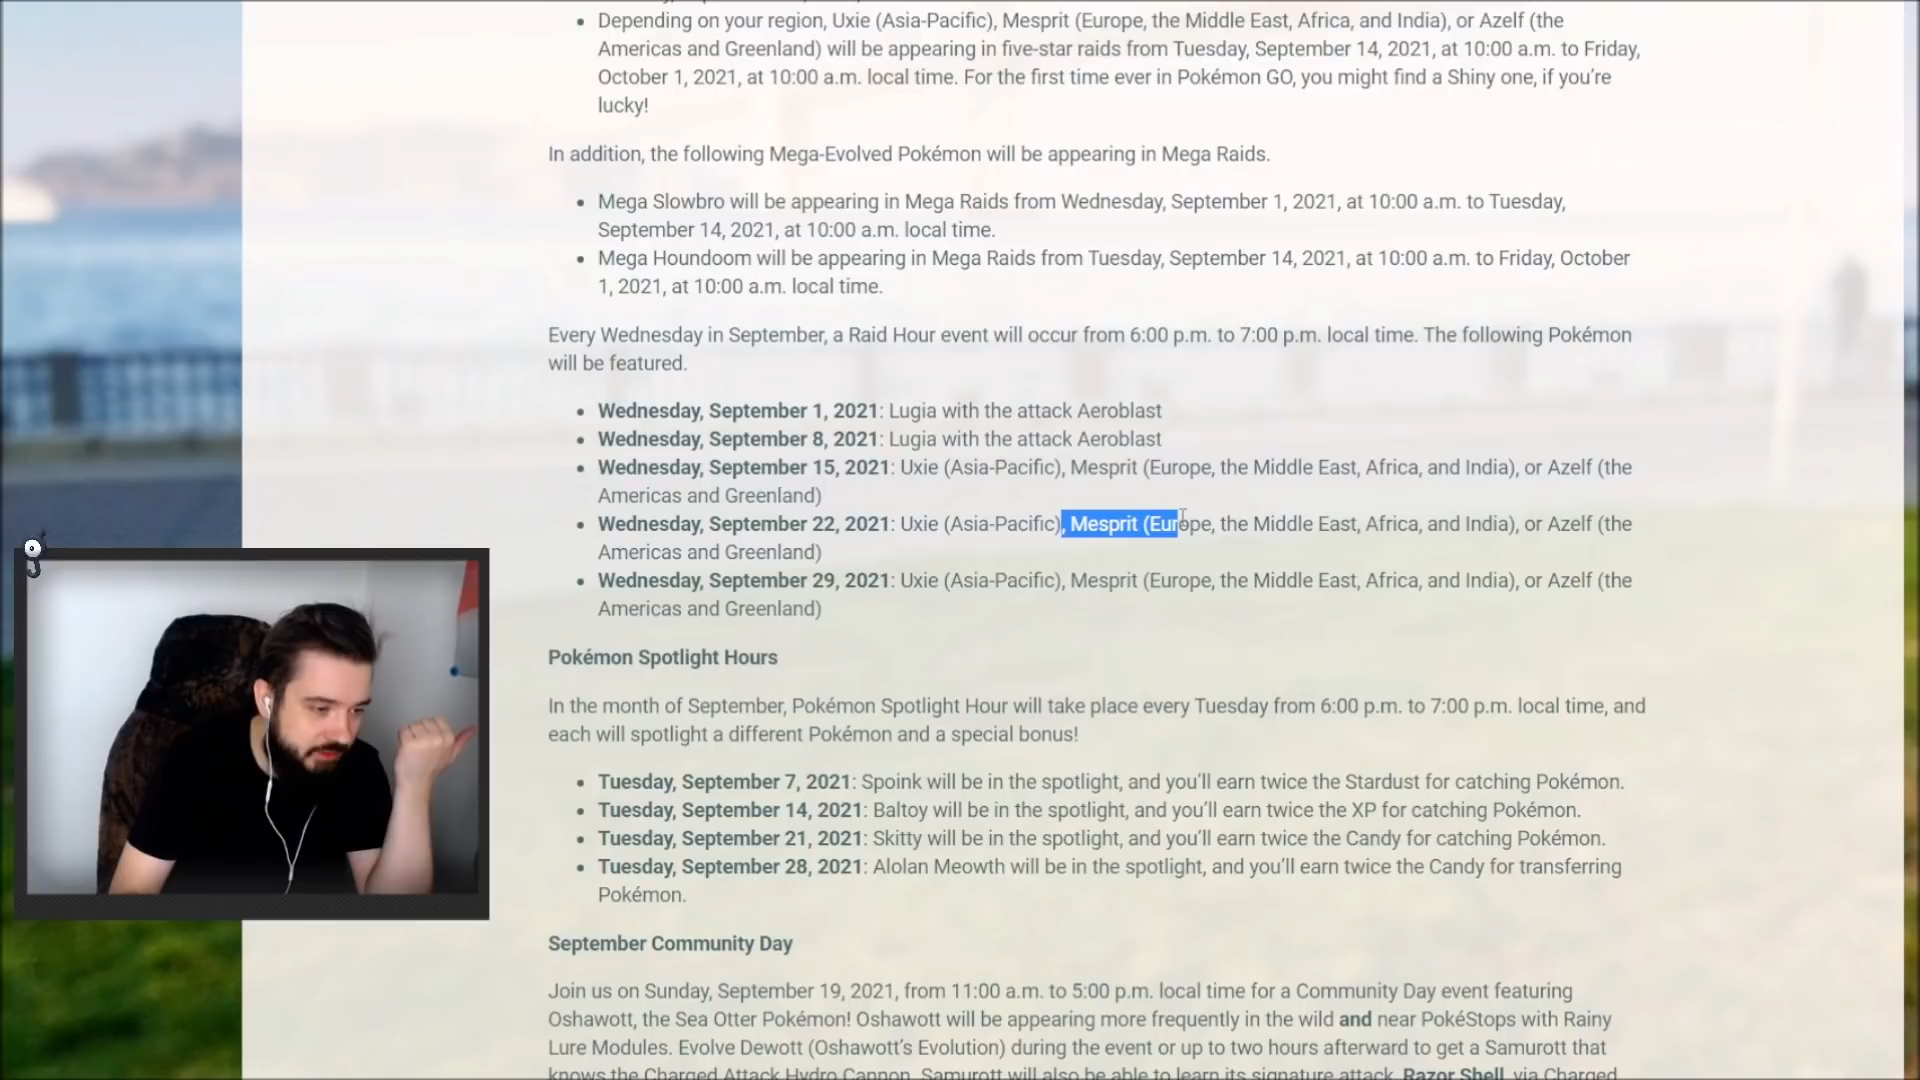 Depending on your region, Uxie (Asia-Pacific), Mesprit (Europe, the Middle East, Africa, and India), or Azelf (the
Americas and Greenland) will be appearing in five-star raids from Tuesday, September 14, 2021, at 10:00 a.m. to Friday,
October 1, 2021, at 10:00 a.m. local time. For the first time ever in Pokémon GO, you might find a Shiny one, if you’re
lucky!
In addition, the following Mega-Evolved Pokémon will be appearing in Mega Raids.
Mega Slowbro will be appearing in Mega Raids from Wednesday, September 1, 2021, at 10:00 a.m. to Tuesday,
September 14, 2021, at 10:00 a.m. local time.
Mega Houndoom will be appearing in Mega Raids from Tuesday, September 14, 2021, at 10:00 a.m. to Friday, October
1, 2021, at 10:00 a.m. local time.
Every Wednesday in September, a Raid Hour event will occur from 6:00 p.m. to 7:00 p.m. local time. The following Pokémon
will be featured.
Wednesday, September 1, 2021: Lugia with the attack Aeroblast
Wednesday, September 8, 2021: Lugia with the attack Aeroblast
Wednesday, September 15, 2021: Uxie (Asia-Pacific), Mesprit (Europe, the Middle East, Africa, and India), or Azelf (the
Americas and Greenland)
Wednesday, September 22, 2021: Uxie (Asia-Pacific), Mesprit (Europe, the Middle East, Africa, and India), or Azelf (the
Americas and Greenland)
Wednesday, September 29, 2021: Uxie (Asia-Pacific), Mesprit (Europe, the Middle East, Africa, and India), or Azelf (the
Americas and Greenland)
Pokémon Spotlight Hours
In the month of September, Pokémon Spotlight Hour will take place every Tuesday from 6:00 p.m. to 7:00 p.m. local time, and
each will spotlight a different Pokémon and a special bonus!
Tuesday, September 7, 2021: Spoink will be in the spotlight, and you’ll earn twice the Stardust for catching Pokémon.
Tuesday, September 14, 2021: Baltoy will be in the spotlight, and you’ll earn twice the XP for catching Pokémon.
Tuesday, September 21, 2021: Skitty will be in the spotlight, and you’ll earn twice the Candy for catching Pokémon.
Tuesday, September 28, 2021: Alolan Meowth will be in the spotlight, and you’ll earn twice the Candy for transferring
Pokémon.
September Community Day
Join us on Sunday, September 19, 2021, from 11:00 a.m. to 5:00 p.m. local time for a Community Day event featuring
Oshawott, the Sea Otter Pokémon! Oshawott will be appearing more frequently in the wild and near PokéStops with Rainy
Lure Modules. Evolve Dewott (Oshawott’s Evolution) during the event or up to two hours afterward to get a Samurott that
knows the Charged Attack Hydro Cannon. Samurott will also be able to learn its signature attack, Razor Shell, via Charged